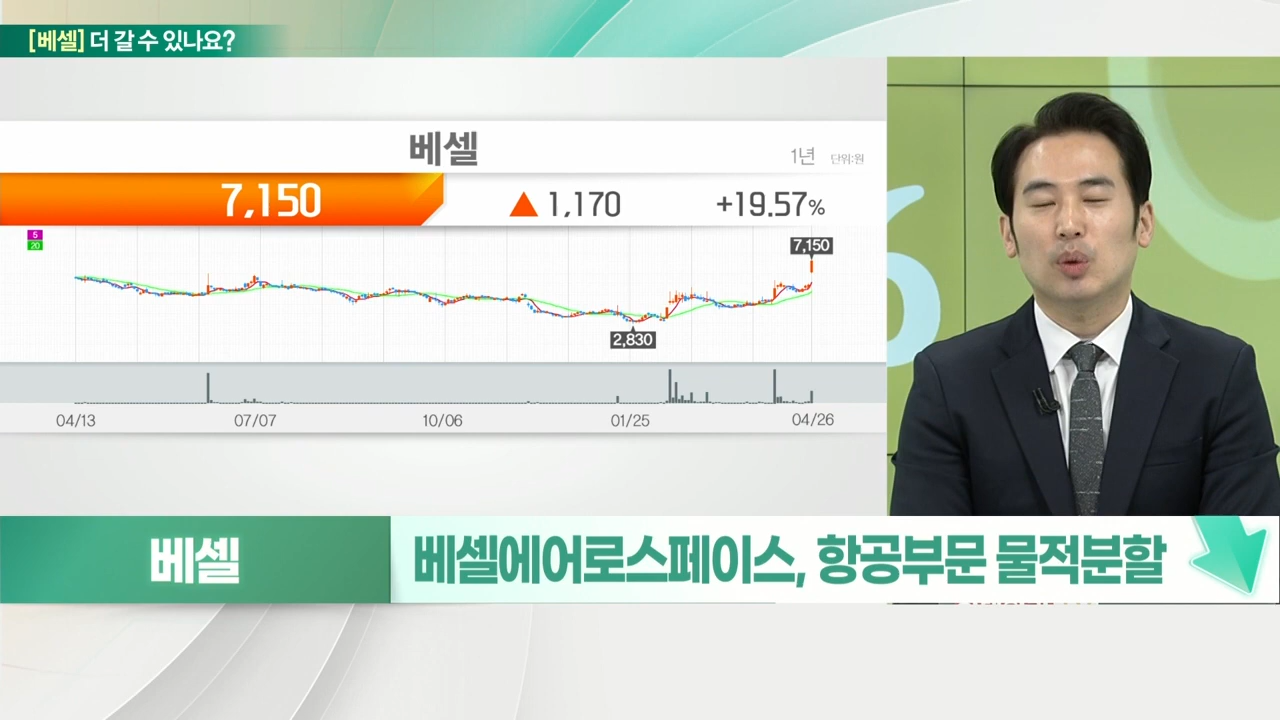 [베셀] 더 갈 수 있나요?
베셀
1년 단위:원
7,150 ▲ 1,170 +19.57%
5
20
7,150
2,830
04/13 07/07 10/06 01/25 04/26
베셀 베셀에어로스페이스, 항공부문 물적분할